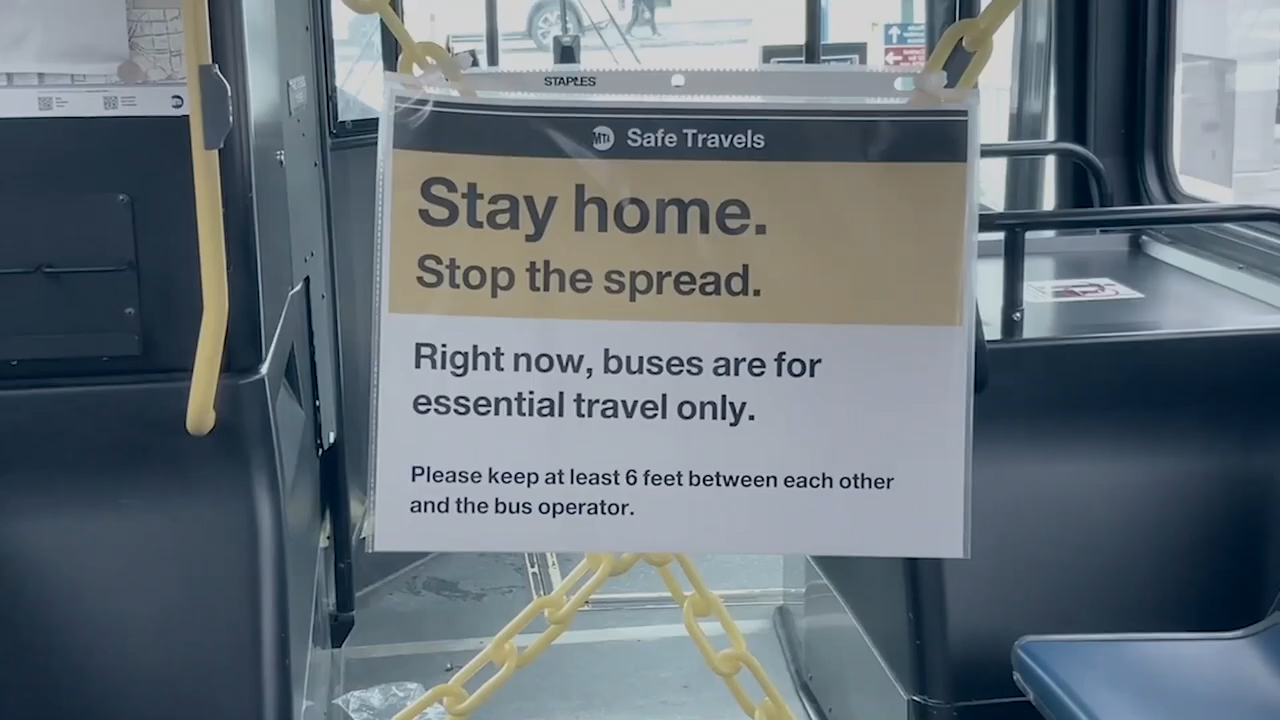 STAPLES
MTA Safe Travels
Stay home.
Stop the spread.
Right now, buses are for
essential travel only.
Please keep at least 6 feet between each other
and the bus operator.